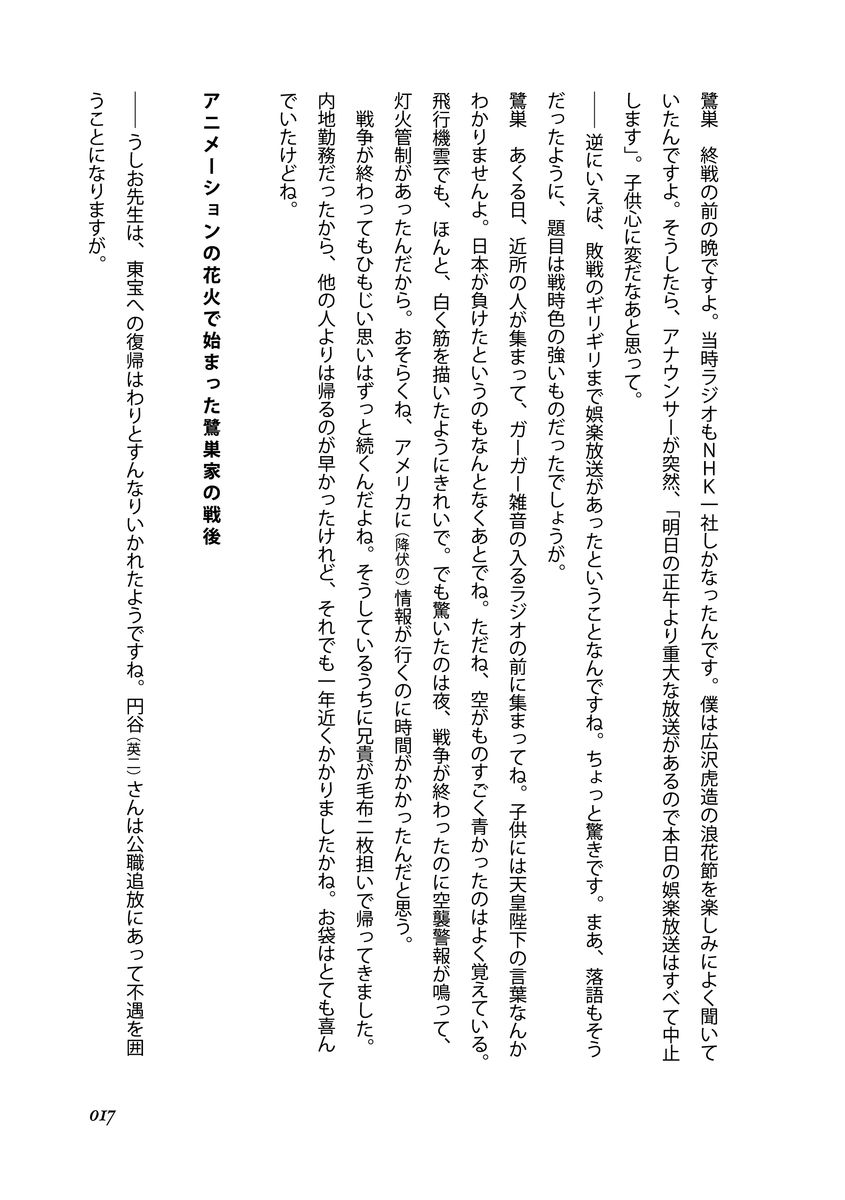 鷺巣　終戦の前の晩ですよ。当時ラジオもNHK一社しかなったんです。僕は広沢虎造の浪花節を楽しみによく聞いて
いたんですよ。そうしたら、アナウンサーが突然、「明日の正午より重大な放送があるので本日の娯楽放送はすべて中止
します」。子供心に変だなあと思って。
――逆にいえば、敗戦のギリギリまで娯楽放送があったということなんですね。ちょっと驚きです。まあ、落語もそう
だったように、題目は戦時色の強いものだったでしょうが。
鷺巣　あくる日、近所の人が集まって、ガーガー雑音の入るラジオの前に集まってね。子供には天皇陛下の言葉なんか
わかりませんよ。日本が負けたというのもなんとなくあとでね。ただね、空がものすごく青かったのはよく覚えている。
飛行機雲でも、ほんと、白く筋を描いたようにきれいで。でも驚いたのは夜、戦争が終わったのに空襲警報が鳴って、
灯火管制があったんだから。おそらくね、アメリカに（降伏の）情報が行くのに時間がかかったんだと思う。
　戦争が終わってもひもじい思いはずっと続くんだよね。そうしているうちに兄貴が毛布二枚担いで帰ってきました。
内地勤務だったから、他の人よりは帰るのが早かったけれど、それでも一年近くかかりましたかね。お袋はとても喜ん
でいたけどね。
アニメーションの花火で始まった鷺巣家の戦後
――うしお先生は、東宝への復帰はわりとすんなりいかれたようですね。円谷（英二）さんは公職追放にあって不遇を囲
うことになりますが。
017